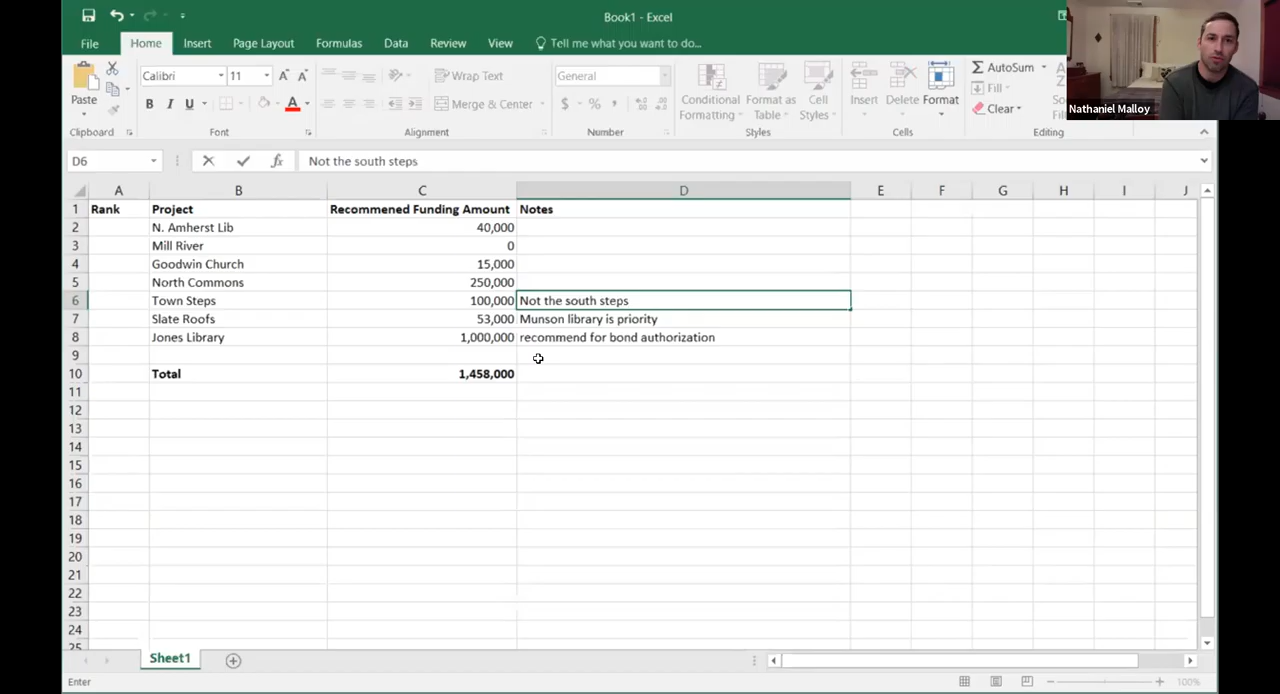 Book1 - Excel
File Home Insert Page Layout Formulas Data Review View Tell me what you want to do...
Calibri 11 A A Wrap Text General AutoSum
Fill
Paste B I U A Merge & Center $ % , Conditional Formatting Format as Table Cell Styles Insert Delete Format Clear
Clipboard Font Alignment Number Styles Cells Editing
Nathaniel Malloy
D6 fx Not the south steps
A B C D E F G H I J
1 Rank Project Recommened Funding Amount Notes
2 N. Amherst Lib 40,000
3 Mill River 0
4 Goodwin Church 15,000
5 North Commons 250,000
6 Town Steps 100,000 Not the south steps
7 Slate Roofs 53,000 Munson library is priority
8 Jones Library 1,000,000 recommend for bond authorization
9
10 Total 1,458,000
11
12
13
14
15
16
17
18
19
20
21
22
23
24
25
Sheet1
Enter 100%